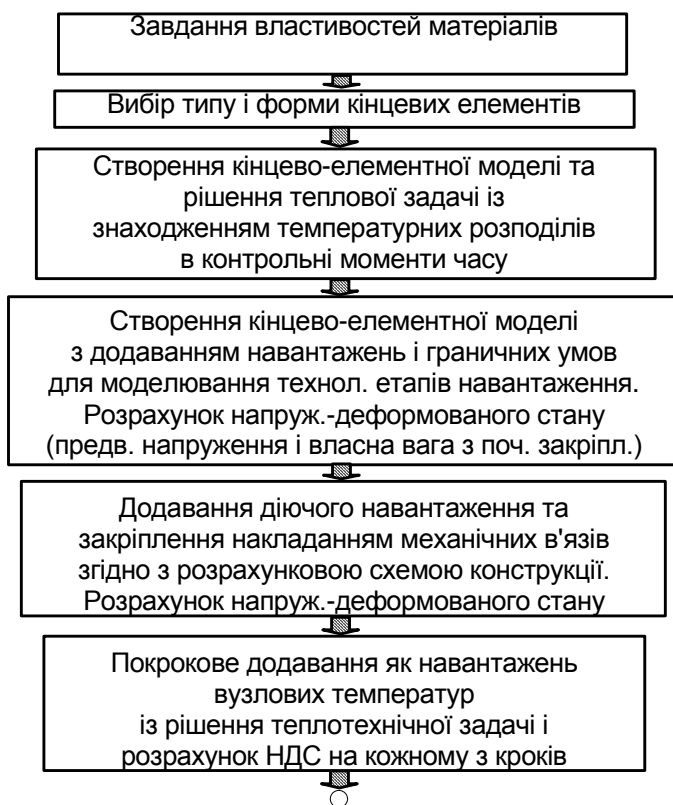 Завдання властивостей матеріалів
Вибір типу і форми кінцевих елементів
Створення кінцево-елементної моделі та
рішення теплової задачі із
знаходженням температурних розподілів
в контрольні моменти часу
Створення кінцево-елементної моделі
з додаванням навантажень і граничних умов
для моделювання технол. етапів навантаження.
Розрахунок напруж.-деформованого стану
(предв. напруження і власна вага з поч. закріпл.)
Додавання діючого навантаження та
закріплення накладанням механічних в'язів
згідно з розрахунковою схемою конструкції.
Розрахунок напруж.-деформованого стану
Покрокове додавання як навантажень
вузлових температур
із рішення теплотехнічної задачі і
розрахунок НДС на кожному з кроків